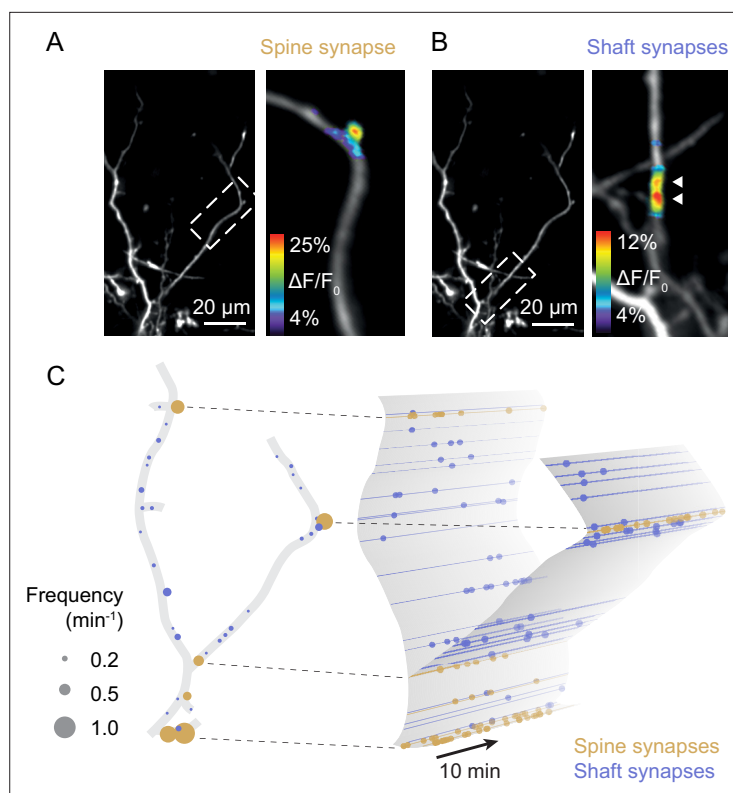 A
Spine synapse
25%
ΔF/F₀
4%
20 µm
B
Shaft synapses
12%
ΔF/F₀
4%
20 µm
C
Frequency
(min⁻¹)
0.2
0.5
1.0
10 min
Spine synapses
Shaft synapses